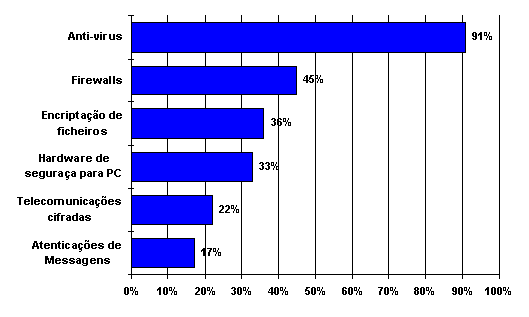 Anti-virus
91%
Firewalls
45%
Encriptação de
ficheiros
36%
Hardware de
seguraça para PC
33%
Telecomunicações
cifradas
22%
Atenticações de
Messagens
17%
0% 10% 20% 30% 40% 50% 60% 70% 80% 90% 100%